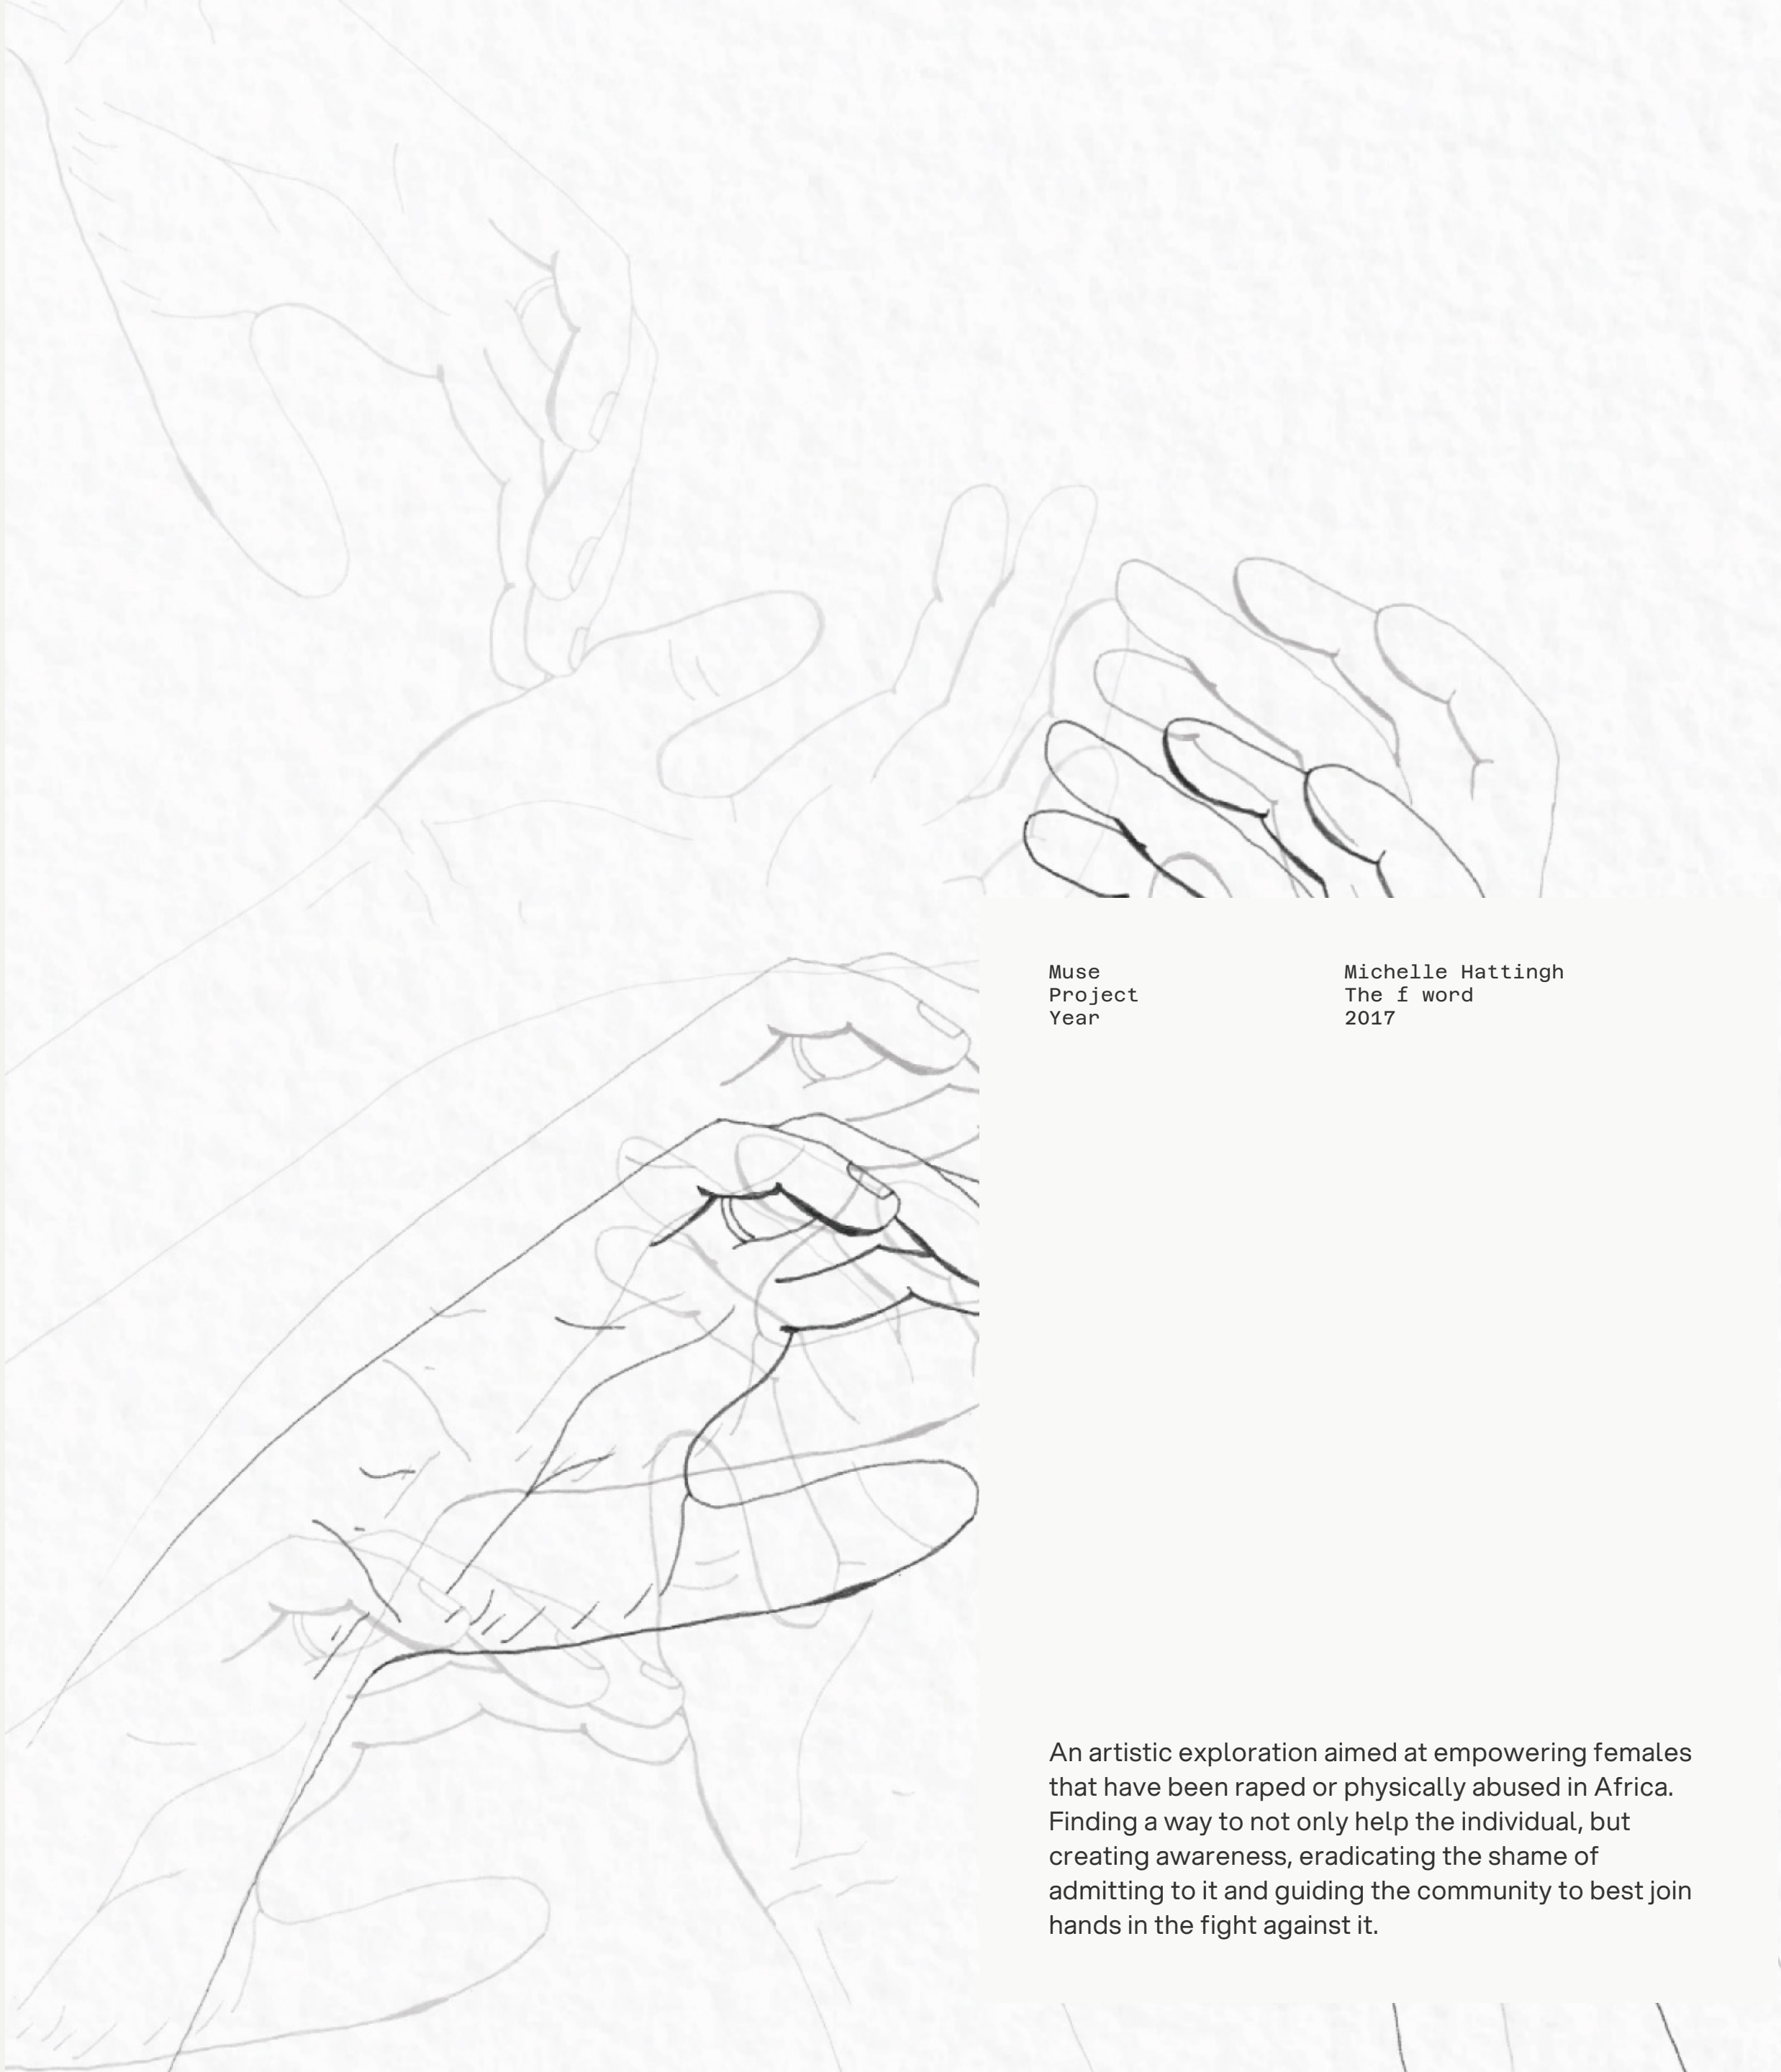 Muse Michelle Hattingh
Project The f word
Year 2017
An artistic exploration aimed at empowering females
that have been raped or physically abused in Africa.
Finding a way to not only help the individual, but
creating awareness, eradicating the shame of
admitting to it and guiding the community to best join
hands in the fight against it.